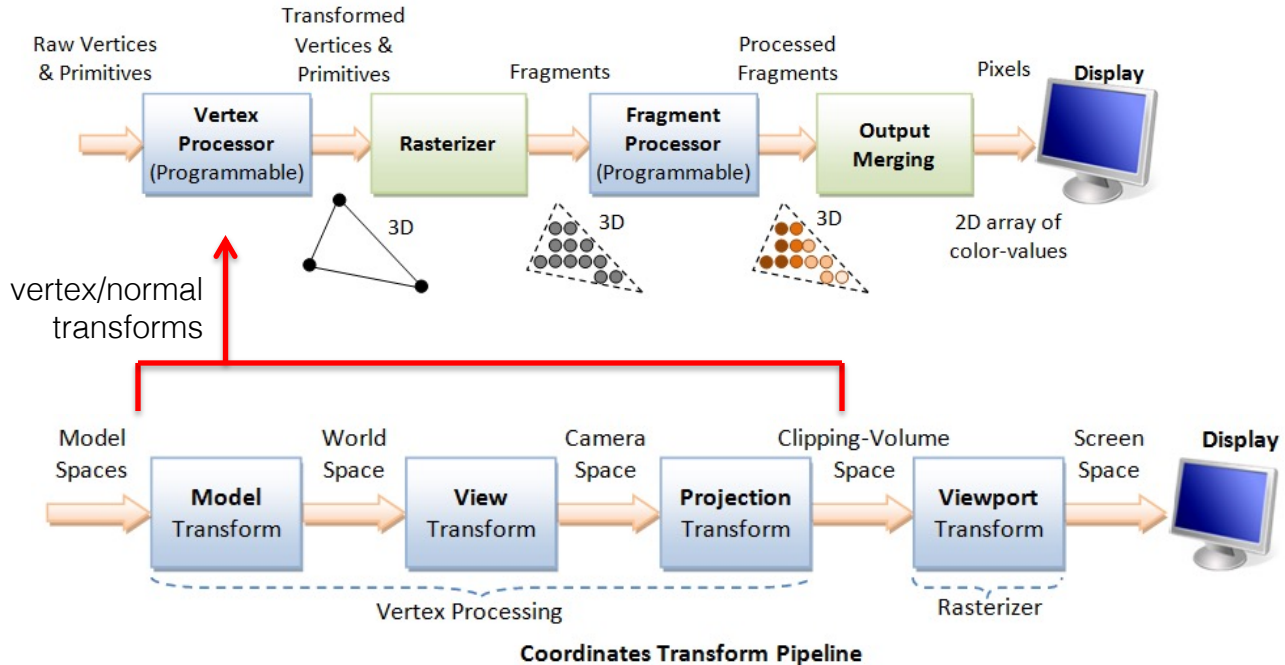 Raw Vertices
& Primitives
Transformed
Vertices &
Primitives
Fragments
Processed
Fragments
Pixels
Display
Vertex
Processor
(Programmable)
Rasterizer
Fragment
Processor
(Programmable)
Output
Merging
3D
3D
3D
2D array of
color-values
vertex/normal
transforms
Model
Spaces
World
Space
Camera
Space
Clipping-Volume
Space
Screen
Space
Display
Model
Transform
View
Transform
Projection
Transform
Viewport
Transform
Vertex Processing
Rasterizer
Coordinates Transform Pipeline